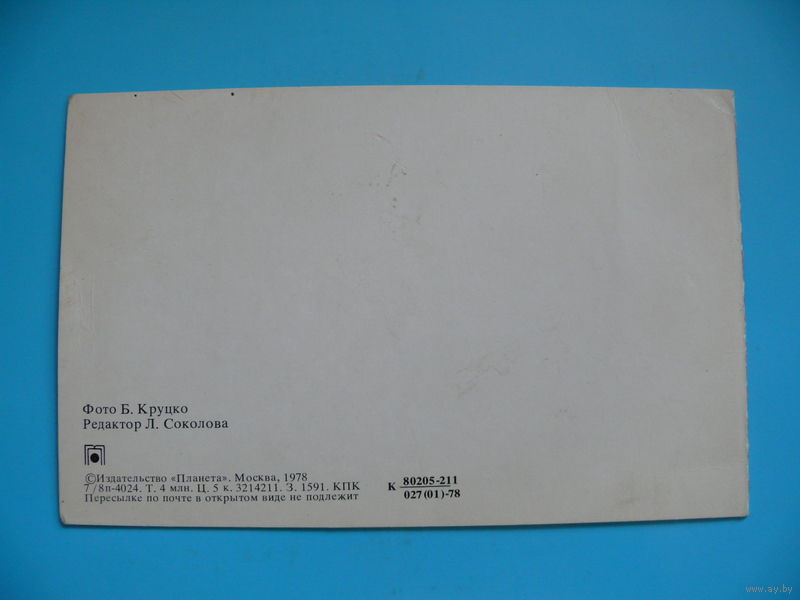 Фото Б. Круцко
Редактор Л. Соколова
©Издательство «Планета». Москва, 1978
7/8п-4024. Т. 4 млн. Ц. 5 к. 3214211. З. 1591. КПК
Пересылке по почте в открытом виде не подлежит
К 80205-211
027(01)-78
www.ay.by